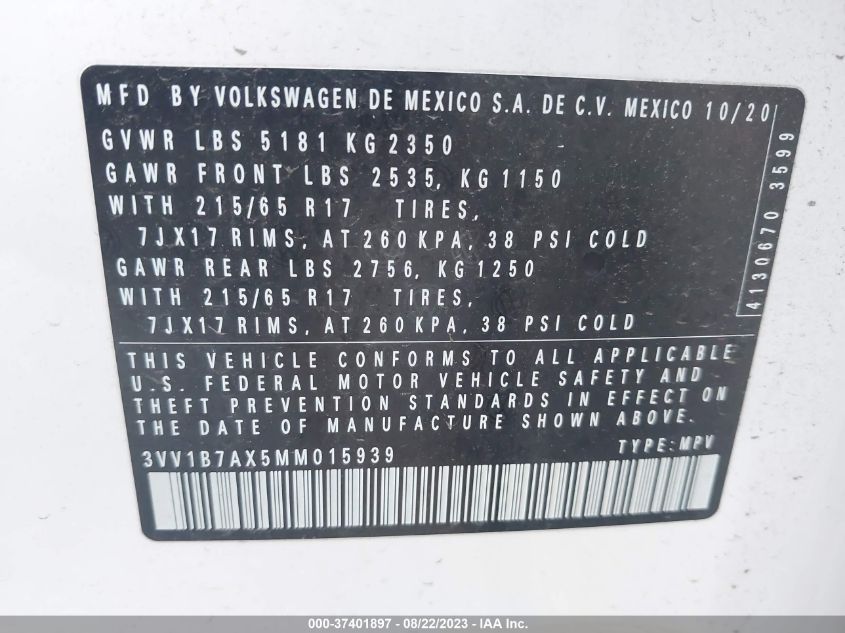 MFD BY VOLKSWAGEN DE MEXICO S.A. DE C.V. MEXICO 10/20
GVWR LBS 5181 KG 2350
GAWR FRONT LBS 2535, KG 1150
WITH 215/65 R17 TIRES,
7JX17 RIMS, AT 260 KPA, 38 PSI COLD
GAWR REAR LBS 2756, KG 1250
WITH 215/65 R17 TIRES,
7JX17 RIMS, AT 260 KPA, 38 PSI COLD
4130670 3599
THIS VEHICLE CONFORMS TO ALL APPLICABLE
U.S. FEDERAL MOTOR VEHICLE SAFETY AND
THEFT PREVENTION STANDARDS IN EFFECT ON
THE DATE OF MANUFACTURE SHOWN ABOVE.
3VV1B7AX5MM015939 TYPE: MPV
000-37401897 - 08/22/2023 - IAAI.com